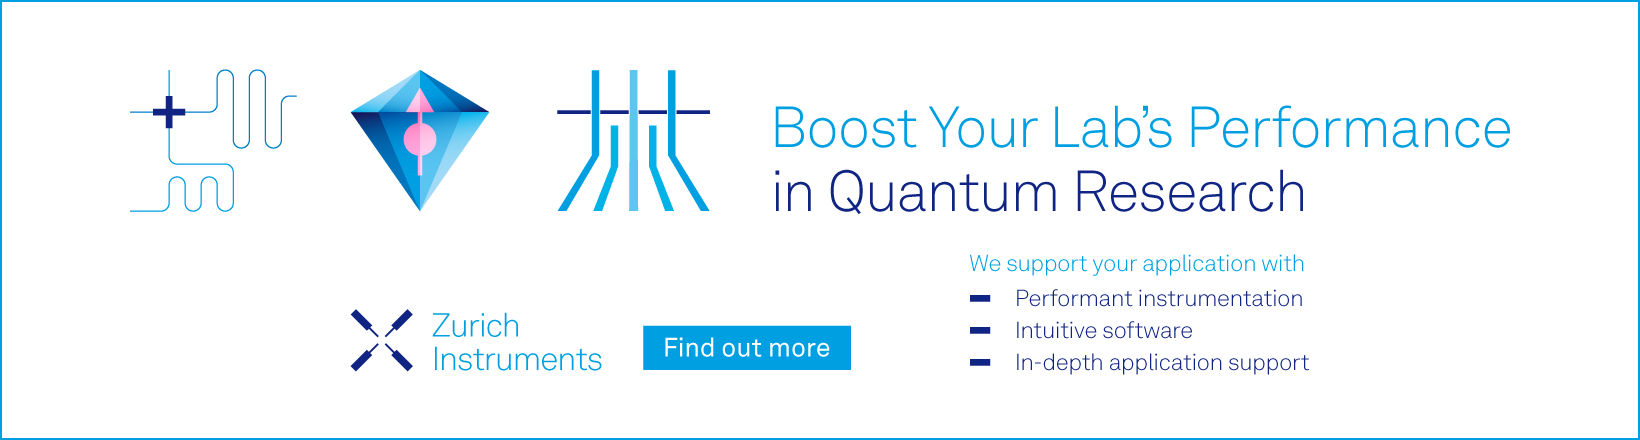 Boost Your Lab’s Performance
in Quantum Research
We support your application with
Performant instrumentation
Intuitive software
In-depth application support
Zurich
Instruments
Find out more